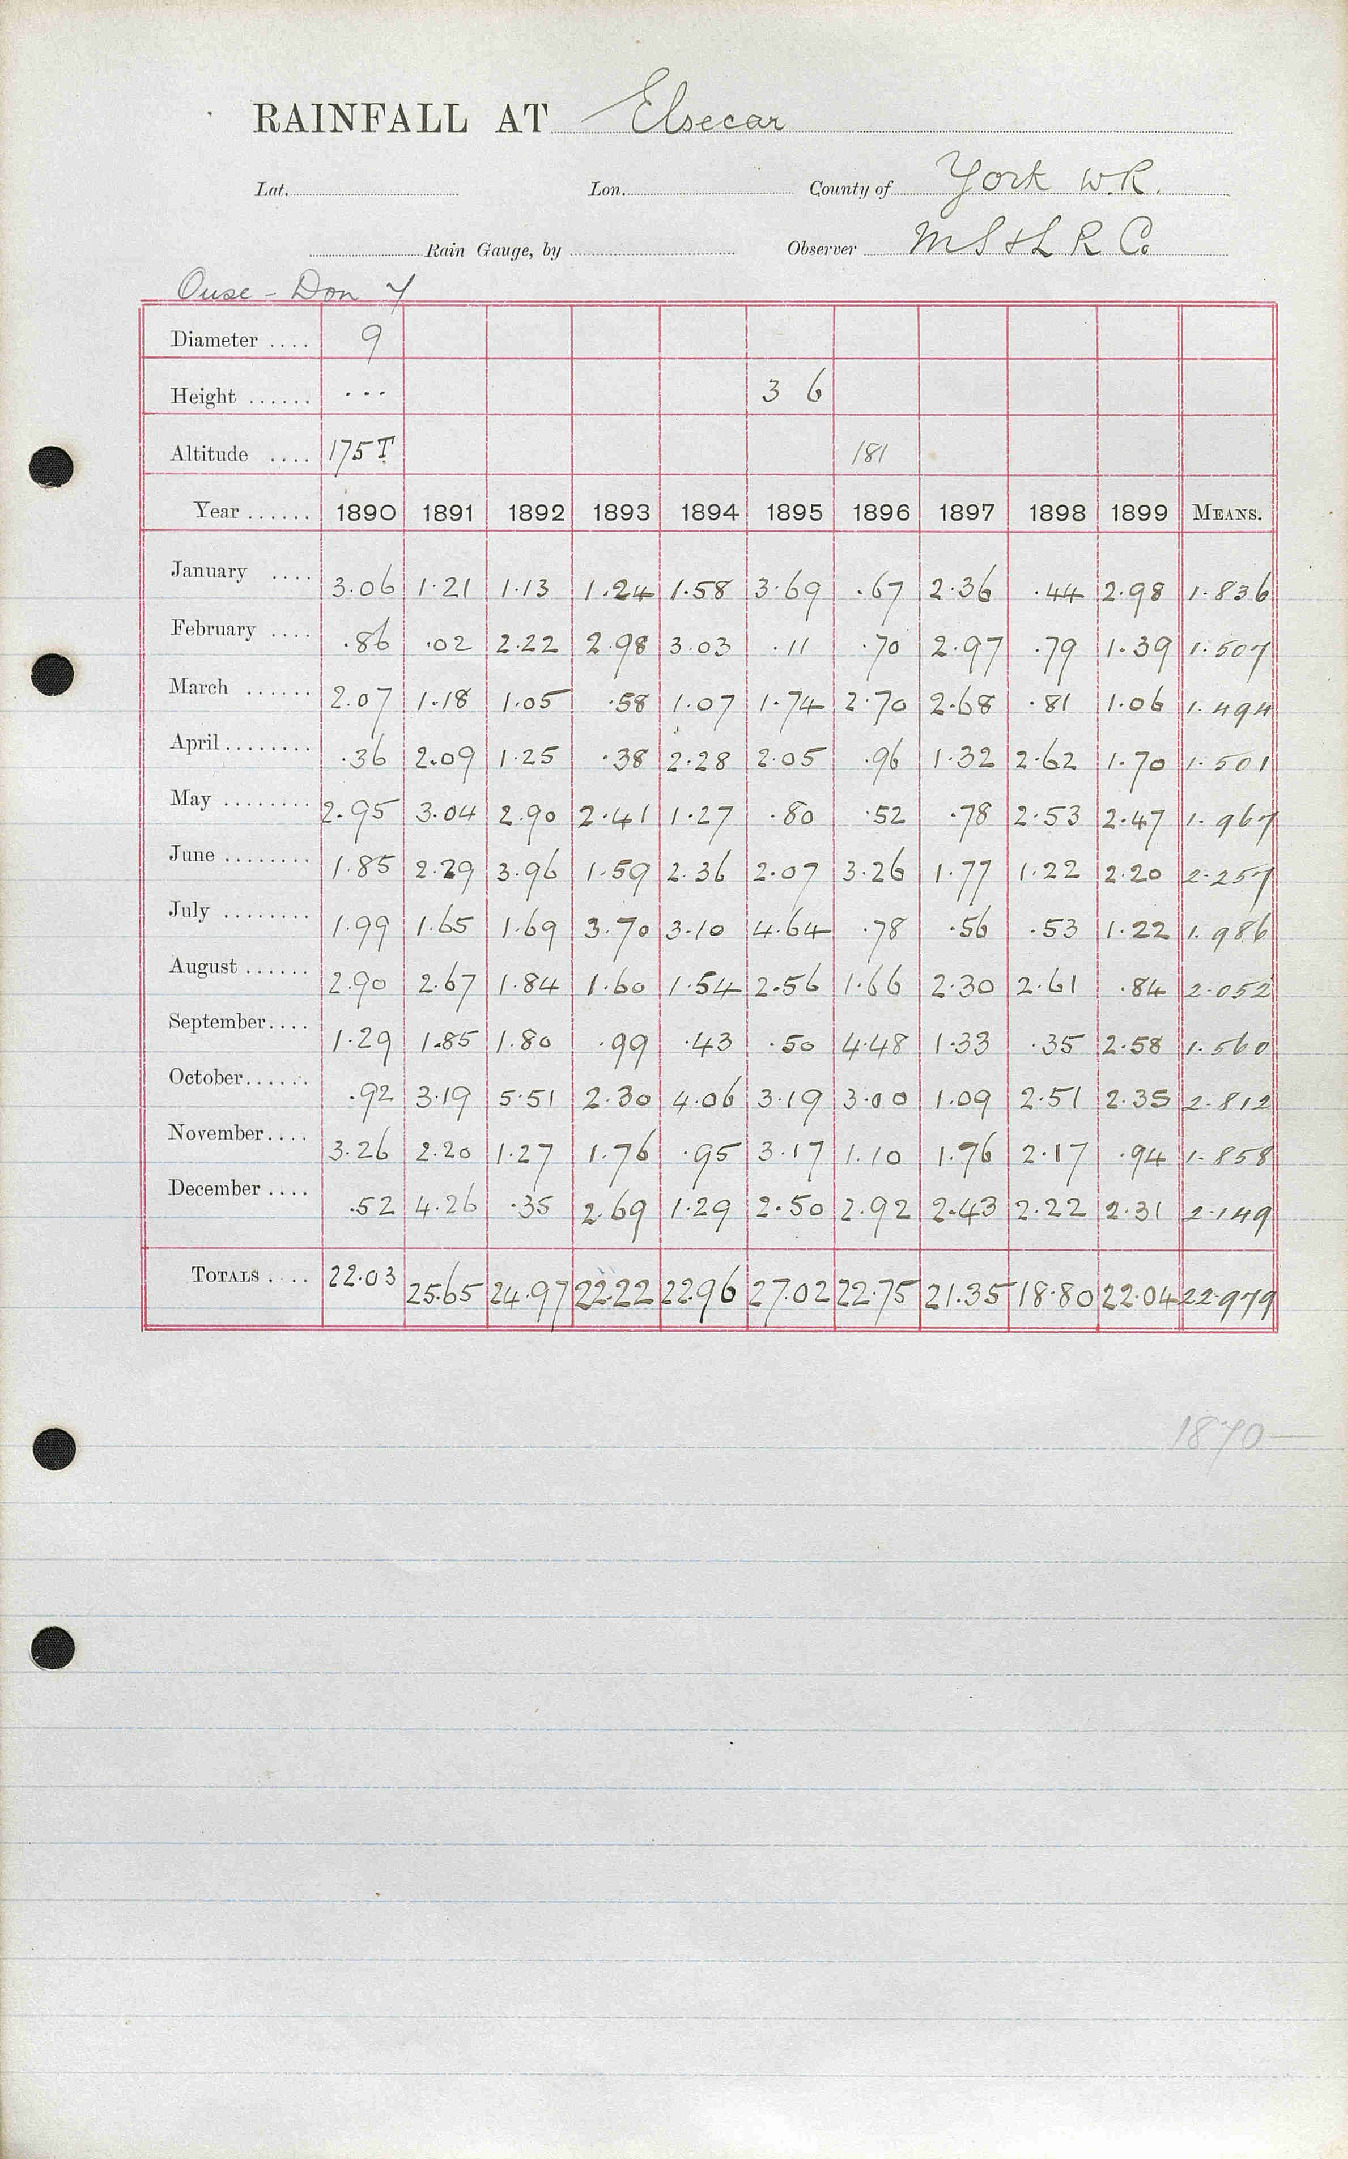 RAINFALL AT Elsecar
Lat. Lon. County of York W.R.
Rain Gauge, by Observer M S & L R Co
Ouse - Don Y
Diameter .... 9
Height ...... ... 3 6
Altitude .... 175 T. 181
Year ...... 1890 1891 1892 1893 1894 1895 1896 1897 1898 1899 MEANS.
January .... 3.06 1.21 1.13 1.24 1.58 3.69 .67 2.36 .44 2.98 1.836
February .... .86 .02 2.22 2.98 3.03 .11 .70 2.97 .79 1.39 1.507
March ...... 2.07 1.18 1.05 .58 1.07 1.74 2.70 2.68 .81 1.06 1.494
April ........ .36 2.09 1.25 .38 2.28 2.05 .96 1.32 2.62 1.70 1.501
May ........ 2.95 3.04 2.90 2.41 1.27 .80 .52 .78 2.53 2.47 1.967
June ........ 1.85 2.29 3.96 1.59 2.36 2.07 3.26 1.77 1.22 2.20 2.257
July ........ 1.99 1.65 1.69 3.70 3.10 4.64 .78 .56 .53 1.22 1.986
August ...... 2.90 2.67 1.84 1.60 1.54 2.56 1.66 2.30 2.61 .84 2.052
September.... 1.29 1.85 1.80 .99 .43 .50 4.48 1.33 .35 2.58 1.560
October...... .92 3.19 5.51 2.30 4.06 3.19 3.00 1.09 2.51 2.35 2.812
November.... 3.26 2.20 1.27 1.76 .95 3.17 1.10 1.76 2.17 .94 1.858
December .... .52 4.26 .35 2.69 1.29 2.50 2.92 2.43 2.22 2.31 2.149
TOTALS .... 22.03 25.65 24.97 22.22 22.96 27.02 22.75 21.35 18.80 22.04 22.979
1870—